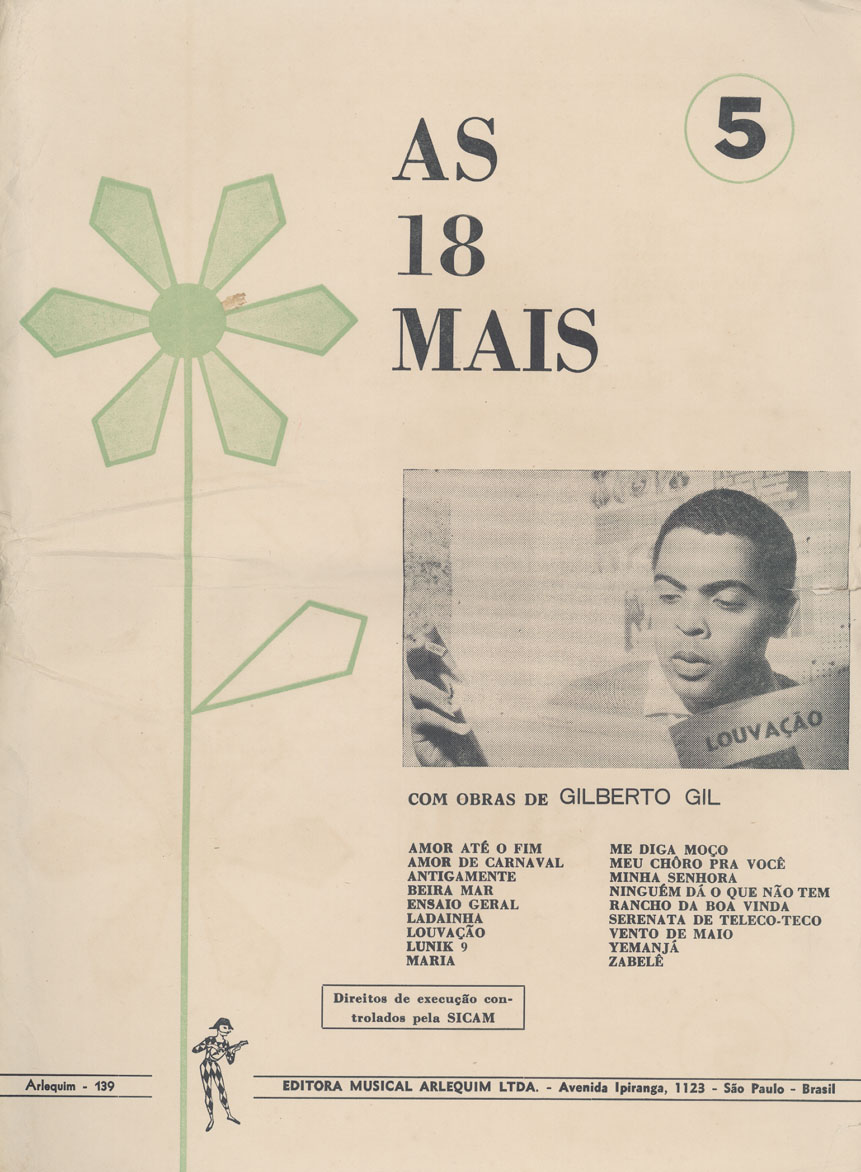 5
AS
18
MAIS
LOUVAÇÃO
COM OBRAS DE GILBERTO GIL
AMOR ATÉ O FIM
AMOR DE CARNAVAL
ANTIGAMENTE
BEIRA MAR
ENSAIO GERAL
LADAINHA
LOUVAÇÃO
LUNIK 9
MARIA
ME DIGA MOÇO
MEU CHÔRO PRA VOCÊ
MINHA SENHORA
NINGUÉM DÁ O QUE NÃO TEM
RANCHO DA BOA VINDA
SERENATA DE TELECO-TECO
VENTO DE MAIO
YEMANJÁ
ZABELÊ
Direitos de execução con-
trolados pela SICAM
Arlequim - 139
EDITORA MUSICAL ARLEQUIM LTDA. - Avenida Ipiranga, 1123 - São Paulo - Brasil